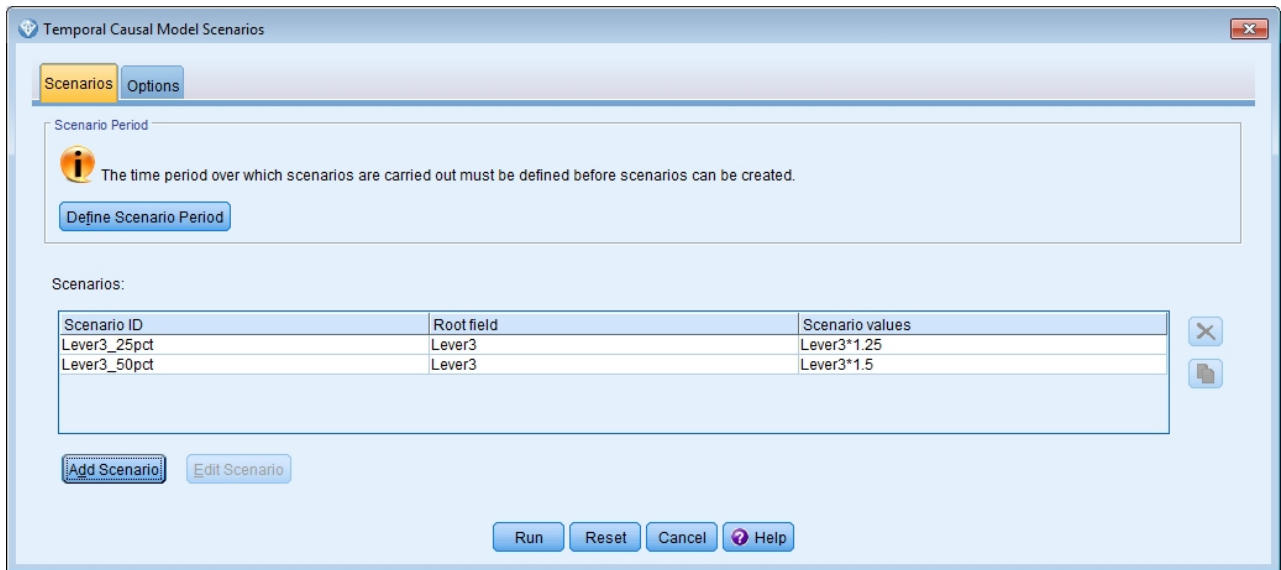 Temporal Causal Model Scenarios
Scenarios Options
Scenario Period
The time period over which scenarios are carried out must be defined before scenarios can be created.
Define Scenario Period
Scenarios:
Scenario ID Root field Scenario values
Lever3_25pct Lever3 Lever3*1.25
Lever3_50pct Lever3 Lever3*1.5
Add Scenario Edit Scenario
Run Reset Cancel ? Help